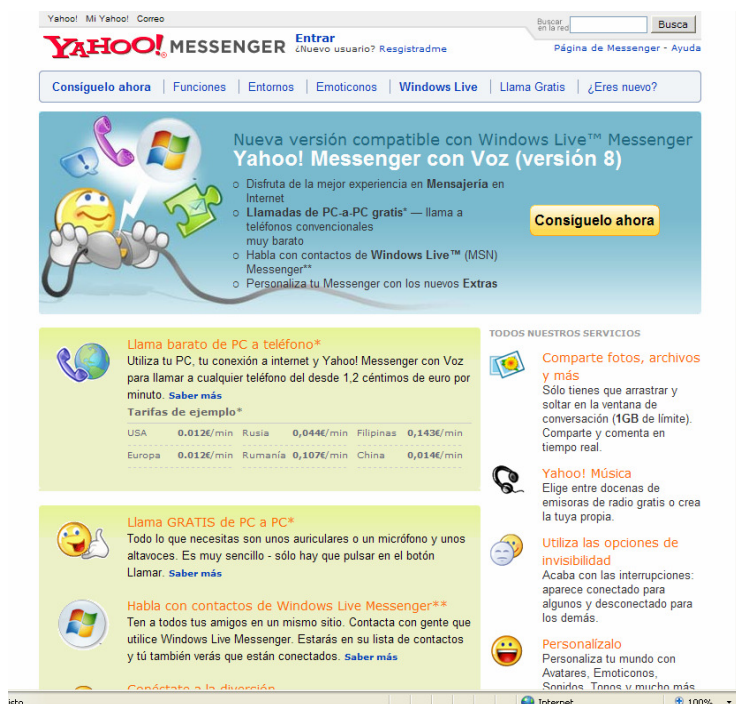 Yahoo! Mi Yahoo! Correo
Buscar en la red
Busca
YAHOO! MESSENGER
Entrar
¿Nuevo usuario? Resgistradme
Página de Messenger - Ayuda
Consíguelo ahora | Funciones | Entornos | Emoticonos | Windows Live | Llama Gratis | ¿Eres nuevo?
Nueva versión compatible con Windows Live™ Messenger
Yahoo! Messenger con Voz (versión 8)
o Disfruta de la mejor experiencia en Mensajería en
Internet
o Llamadas de PC-a-PC gratis* — llama a
teléfonos convencionales
muy barato
o Habla con contactos de Windows Live™ (MSN)
Messenger**
o Personaliza tu Messenger con los nuevos Extras
Consiguelo ahora
Llama barato de PC a teléfono*
Utiliza tu PC, tu conexión a internet y Yahoo! Messenger con Voz
para llamar a cualquier teléfono del desde 1,2 céntimos de euro por
minuto. Saber más
Tarifas de ejemplo*
USA 0.012€/min Rusia 0,044€/min Filipinas 0,143€/min
Europa 0.012€/min Rumanía 0,107€/min China 0,014€/min
Llama GRATIS de PC a PC*
Todo lo que necesitas son unos auriculares o un micrófono y unos
altavoces. Es muy sencillo - sólo hay que pulsar en el botón
Llamar. Saber más
Habla con contactos de Windows Live Messenger**
Ten a todos tus amigos en un mismo sitio. Contacta con gente que
utilice Windows Live Messenger. Estarás en su lista de contactos
y tú también verás que están conectados. Saber más
Conéctate a la diversión
TODOS NUESTROS SERVICIOS
Comparte fotos, archivos
y más
Sólo tienes que arrastrar y
soltar en la ventana de
conversación (1GB de límite).
Comparte y comenta en
tiempo real.
Yahoo! Música
Elige entre docenas de
emisoras de radio gratis o crea
la tuya propia.
Utiliza las opciones de
invisibilidad
Acaba con las interrupciones:
aparece conectado para
algunos y desconectado para
los demás.
Personalízalo
Personaliza tu mundo con
Avatares, Emoticonos,
Sonidos, Tonos y mucho más
Internet 100%